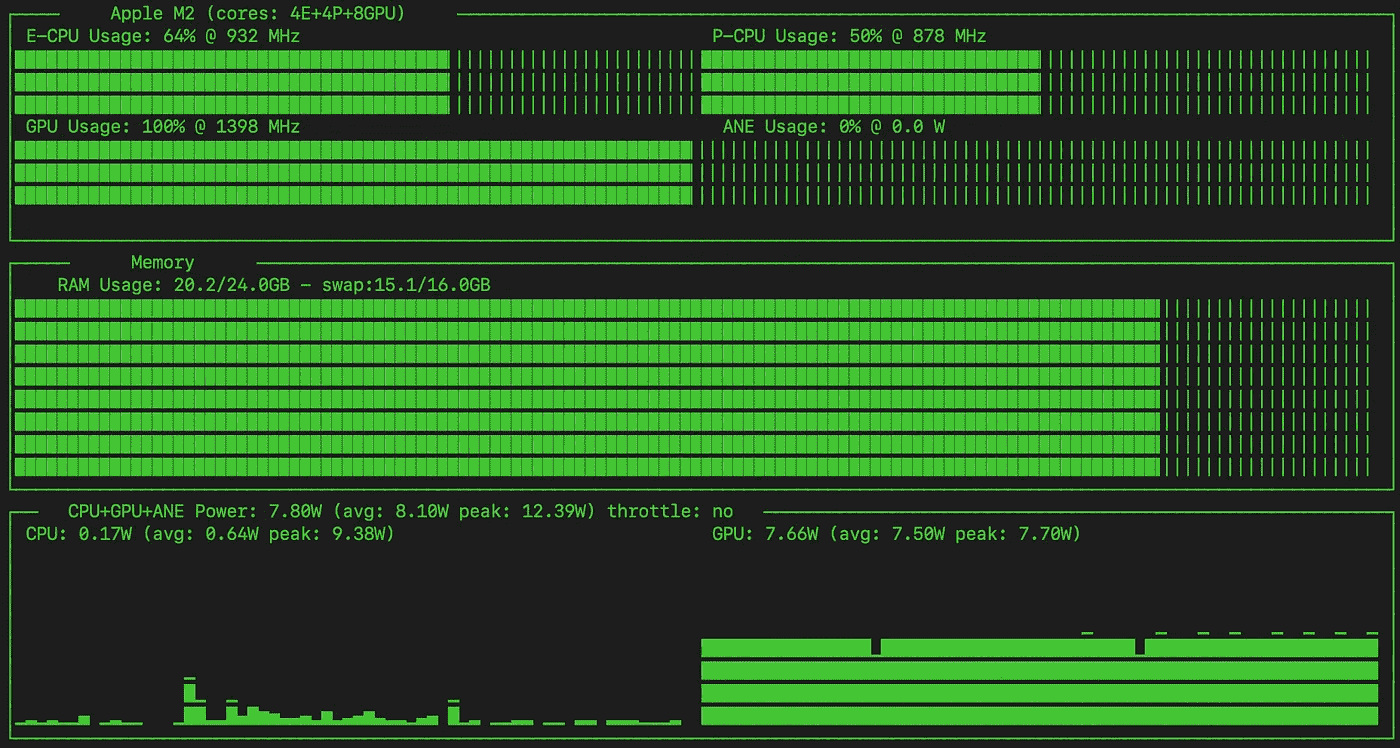 Apple M2 (cores: 4E+4P+8GPU)
E-CPU Usage: 64% @ 932 MHz
P-CPU Usage: 50% @ 878 MHz
GPU Usage: 100% @ 1398 MHz
ANE Usage: 0% @ 0.0 W
Memory
RAM Usage: 20.2/24.0GB - swap:15.1/16.0GB
CPU+GPU+ANE Power: 7.80W (avg: 8.10W peak: 12.39W) throttle: no
CPU: 0.17W (avg: 0.64W peak: 9.38W)
GPU: 7.66W (avg: 7.50W peak: 7.70W)